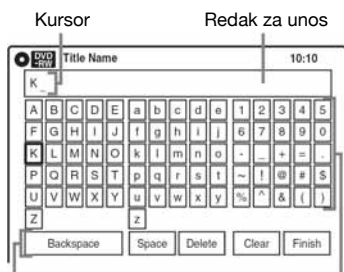 Kursor Redak za unos
DVD -RW Title Name 10:10
K _
A B C D E a b c d e 1 2 3 4 5
F G H I J f g h i j 6 7 8 9 0
K L M N O k l m n o - _ + = .
P Q R S T p q r s t ~ ! @ # $
U V W X Y u v w x y % ^ & ( )
Z z
Backspace Space Delete Clear Finish